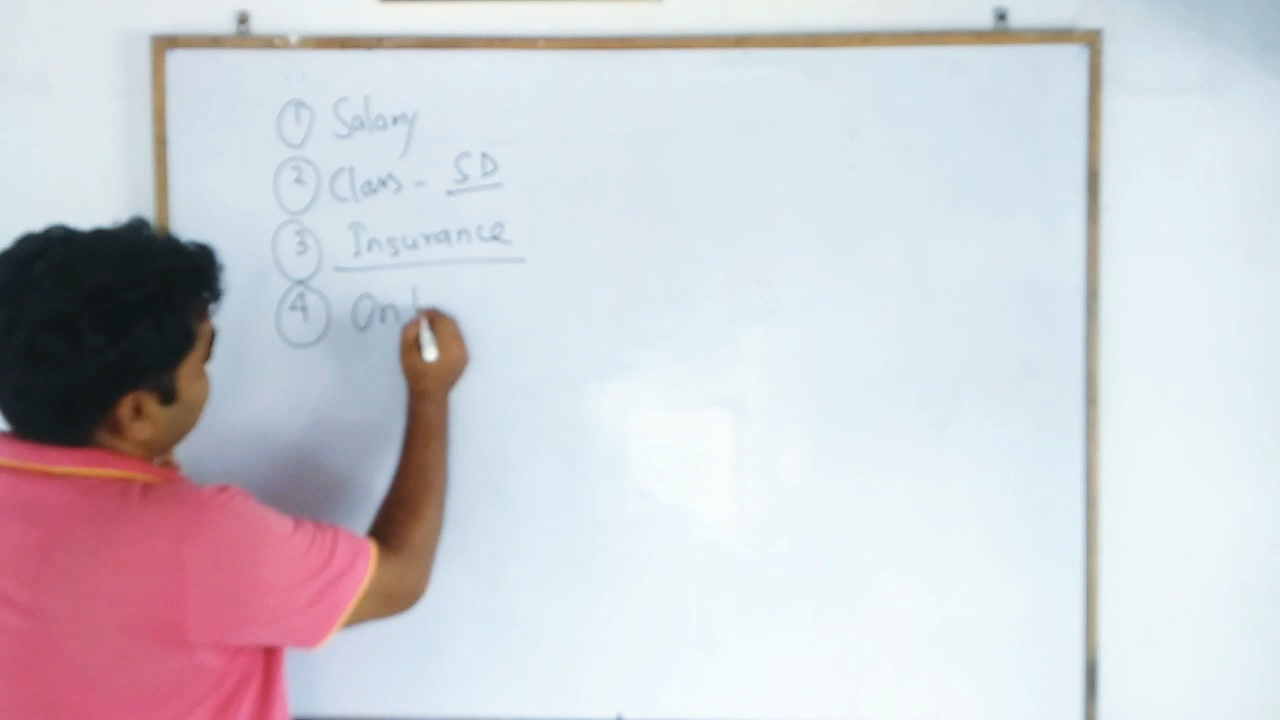 ① Salary
② Class - SD
③ Insurance
④ On